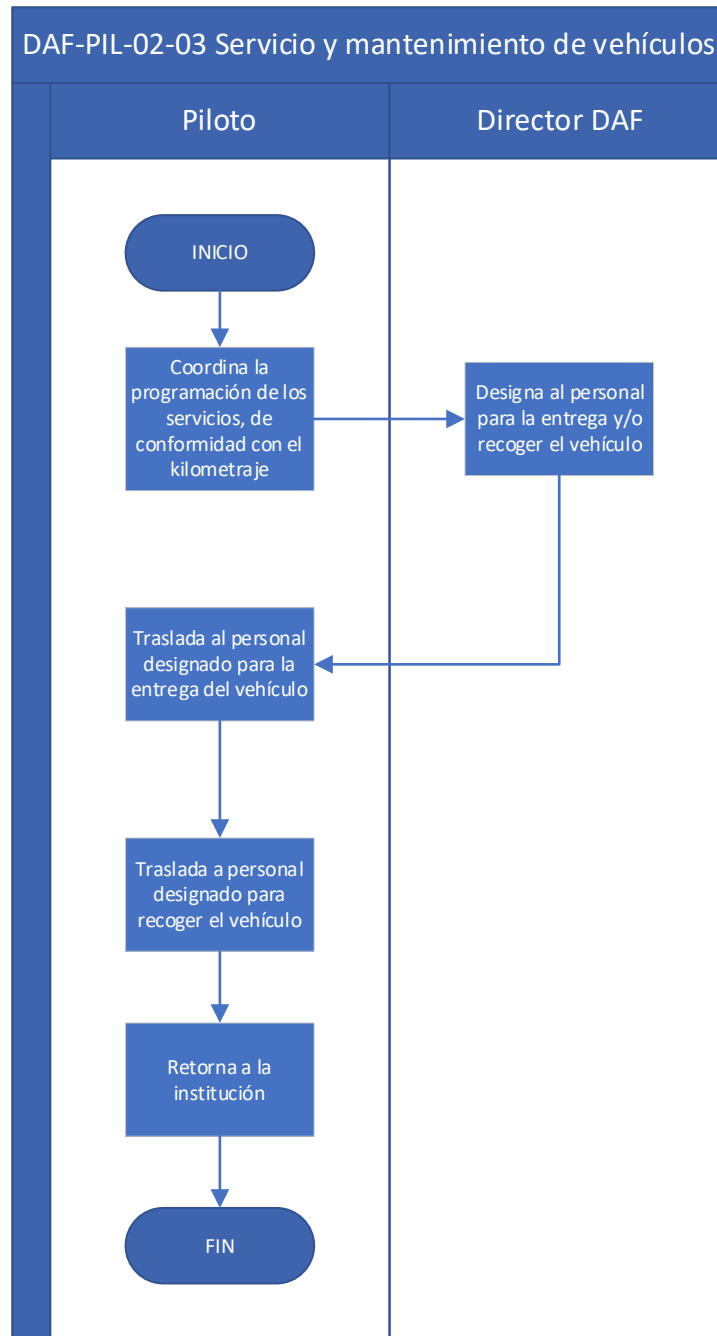 DAF-PIL-02-03 Servicio y mantenimiento de vehículos
Piloto
Director DAF
INICIO
Coordina la
programación de los
servicios, de
conformidad con el
kilometraje
Designa al personal
para la entrega y/o
recoger el vehículo
Traslada al personal
designado para la
entrega del vehículo
Traslada a personal
designado para
recoger el vehículo
Retorna a la
institución
FIN